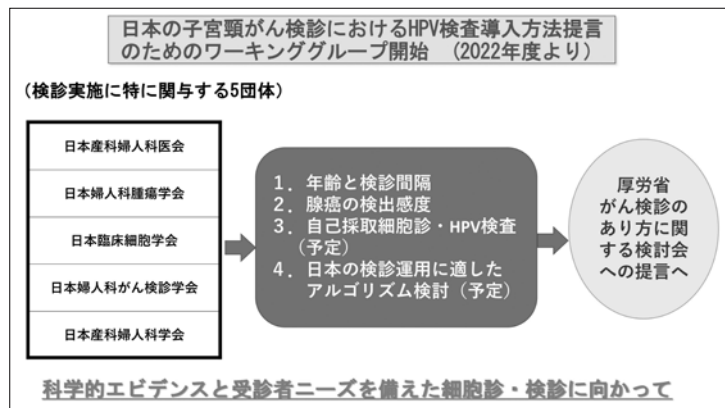 日本の子宮頸がん検診におけるHPV検査導入方法提言
のためのワーキンググループ開始 (2022年度より)
(検診実施に特に関与する5団体)
日本産科婦人科医会
日本婦人科腫瘍学会
日本臨床細胞学会
日本婦人科がん検診学会
日本産科婦人科学会
1. 年齢と検診間隔
2. 腺癌の検出感度
3. 自己採取細胞診・HPV検査
(予定)
4. 日本の検診運用に適した
アルゴリズム検討(予定)
厚労省
がん検診の
あり方に関
する検討会
への提言へ
科学的エビデンスと受診者ニーズを備えた細胞診・検診に向かって